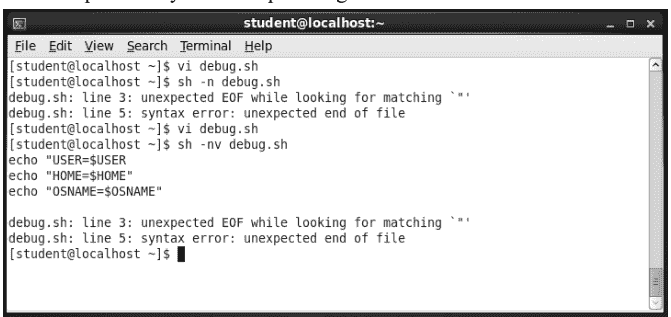 student@localhost:~
File Edit View Search Terminal Help
[student@localhost ~]$ vi debug.sh
[student@localhost ~]$ sh -n debug.sh
debug.sh: line 3: unexpected EOF while looking for matching `"'
debug.sh: line 5: syntax error: unexpected end of file
[student@localhost ~]$ vi debug.sh
[student@localhost ~]$ sh -nv debug.sh
echo "USER=$USER
echo "HOME=$HOME"
echo "OSNAME=$OSNAME"
debug.sh: line 3: unexpected EOF while looking for matching `"'
debug.sh: line 5: syntax error: unexpected end of file
[student@localhost ~]$